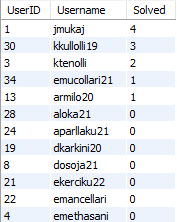 UserID Username Solved
1 jmukaj 4
30 kkullolli19 3
3 ktenolli 2
34 emucollari21 1
13 armilo20 1
28 aloka21 0
24 aparllaku21 0
19 dkarkini20 0
8 dosoja21 0
21 ekerciku22 0
22 emancellari 0
4 emethasani 0